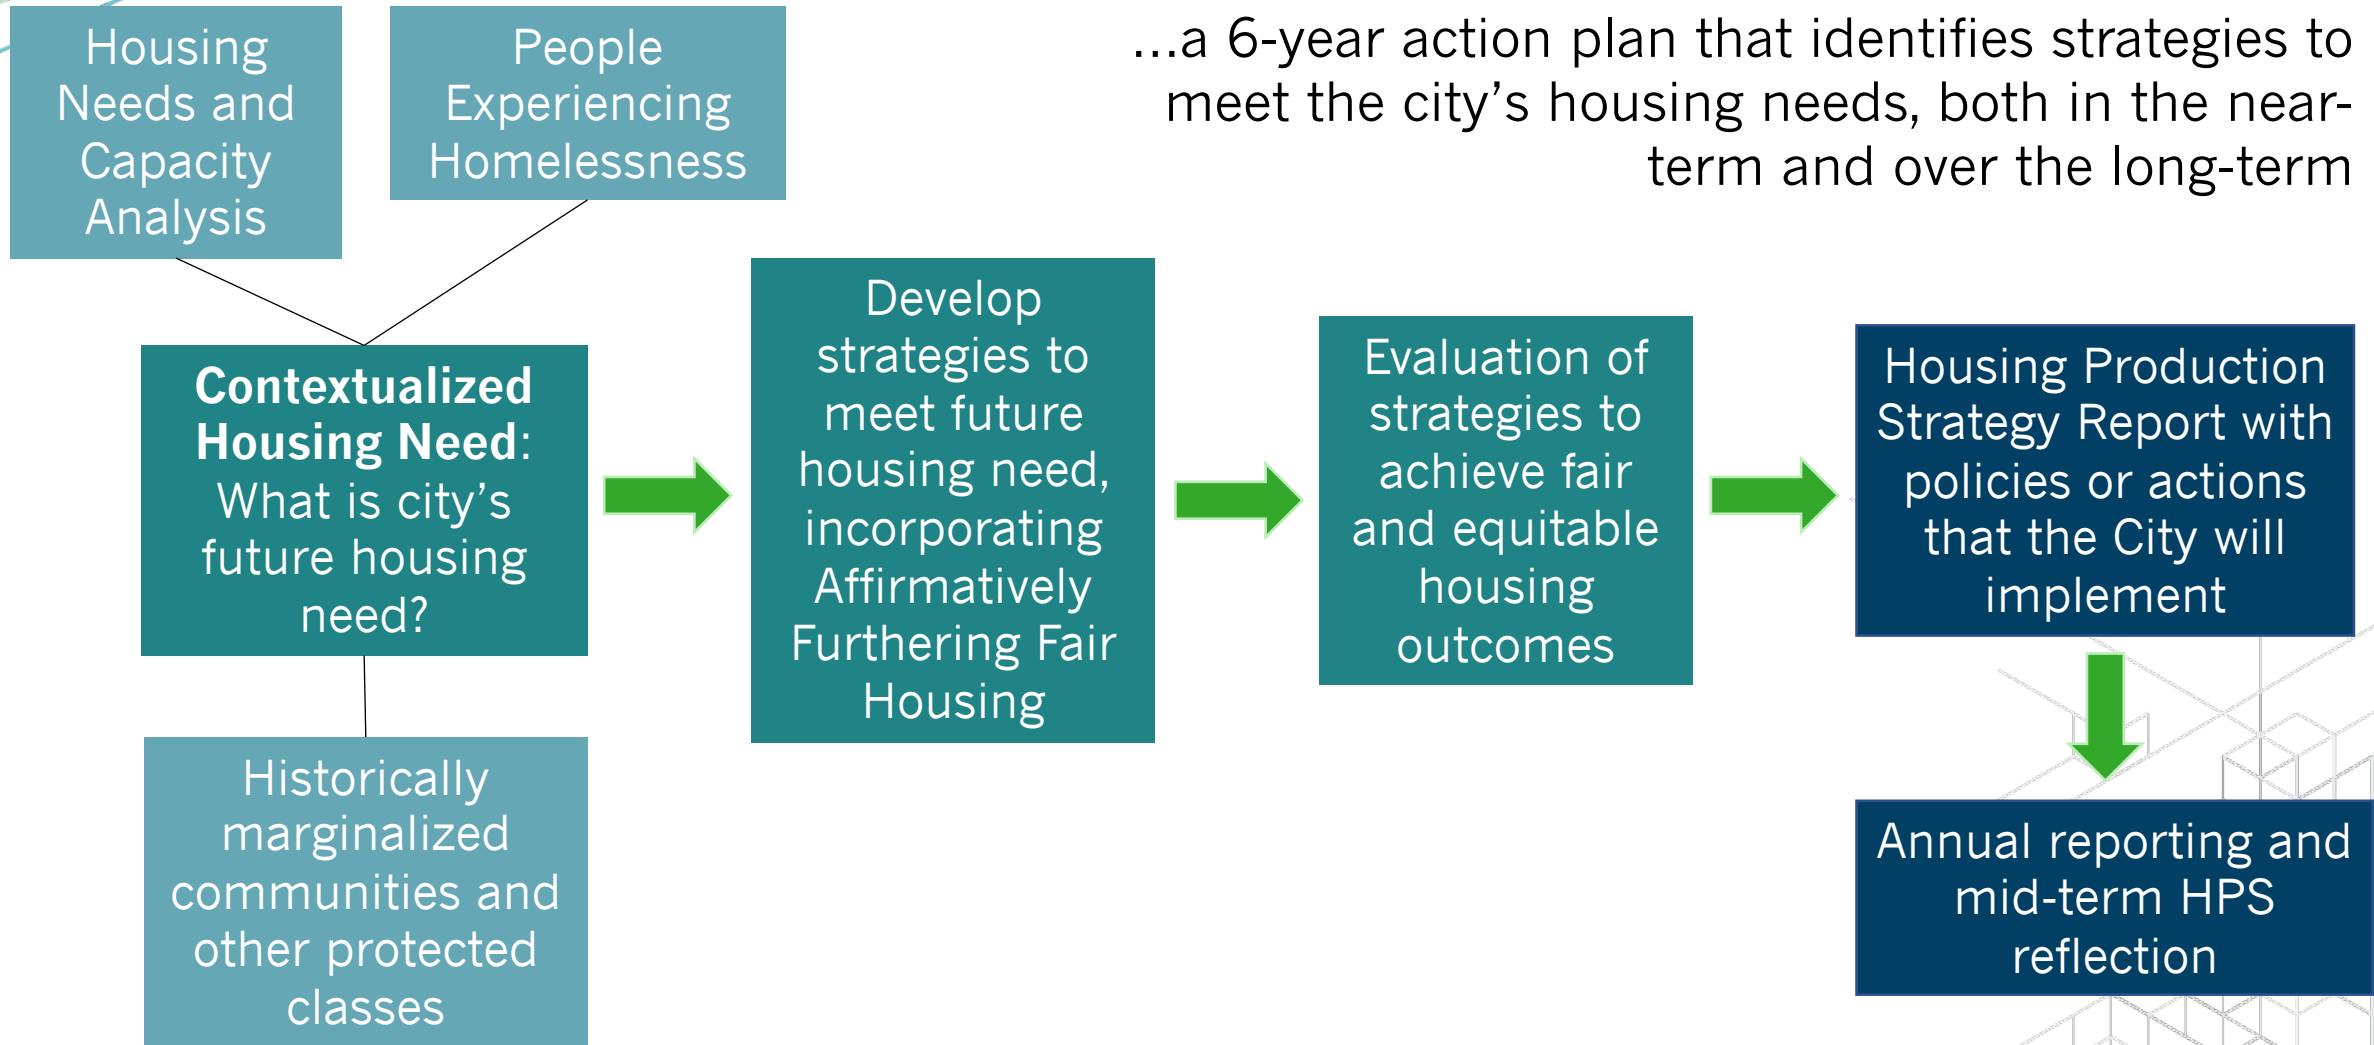 Housing
Needs and
Capacity
Analysis
People
Experiencing
Homelessness
...a 6-year action plan that identifies strategies to
meet the city’s housing needs, both in the near-
term and over the long-term
Contextualized
Housing Need:
What is city’s
future housing
need?
Historically
marginalized
communities and
other protected
classes
Develop
strategies to
meet future
housing need,
incorporating
Affirmatively
Furthering Fair
Housing
Evaluation of
strategies to
achieve fair
and equitable
housing
outcomes
Housing Production
Strategy Report with
policies or actions
that the City will
implement
Annual reporting and
mid-term HPS
reflection